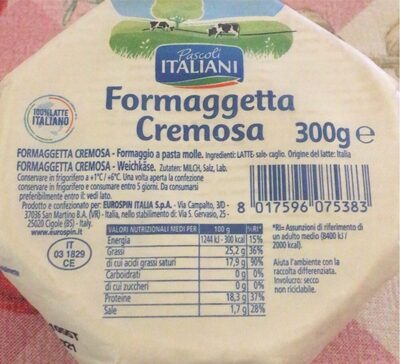 Pascoli
ITALIANI
Formaggetta
Cremosa 300g e
100% LATTE
ITALIANO
FORMAGGETTA CREMOSA - Formaggio a pasta molle. Ingredienti: LATTE- sale- caglio. Origine del latte: Italia
FORMAGGETTA CREMOSA - Weichkäse. Zutaten: MILCH, Salz, Lab.
Conservare in frigorifero a +1°C / +6°C. Una volta aperta la confezione
conservare in frigorifero e consumare entro 5 giorni. Da consumarsi
preferibilmente entro il: vedi lato.
Prodotto e confezionato per: EUROSPIN ITALIA S.p.A. - Via Campalto, 3/D -
37036 San Martino B.A. (VR) - Italia, nello stabilimento di: Via S. Gervasio, 25 -
25020 Cigole (BS) - Italy.
www.eurospin.it
8 017596 075383
IT
03 1829
CE
VALORI NUTRIZIONALI MEDI PER 100 g %RI*
Energia 1244 kJ - 300 kcal 15%
Grassi 25,2 g 36%
di cui acidi grassi saturi 17,9 g 90%
Carboidrati 0 g 0%
di cui zuccheri 0 g 0%
Proteine 18,3 g 37%
Sale 1,7 g 28%
*RI= Assunzioni di riferimento di
un adulto medio (8400 kJ /
2000 kcal).
Aiuta l'ambiente con la
raccolta differenziata.
Involucro: secco
non riciclabile.